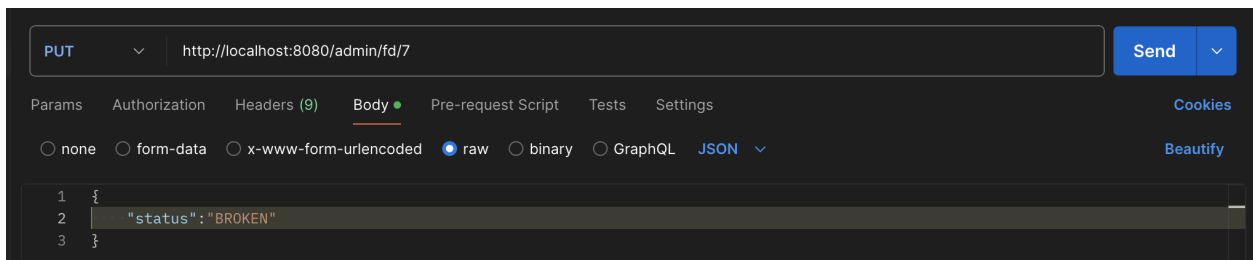 PUT http://localhost:8080/admin/fd/7 Send
Params Authorization Headers (9) Body Pre-request Script Tests Settings Cookies
none form-data x-www-form-urlencoded raw binary GraphQL JSON Beautify
1 {
2 "status":"BROKEN"
3 }